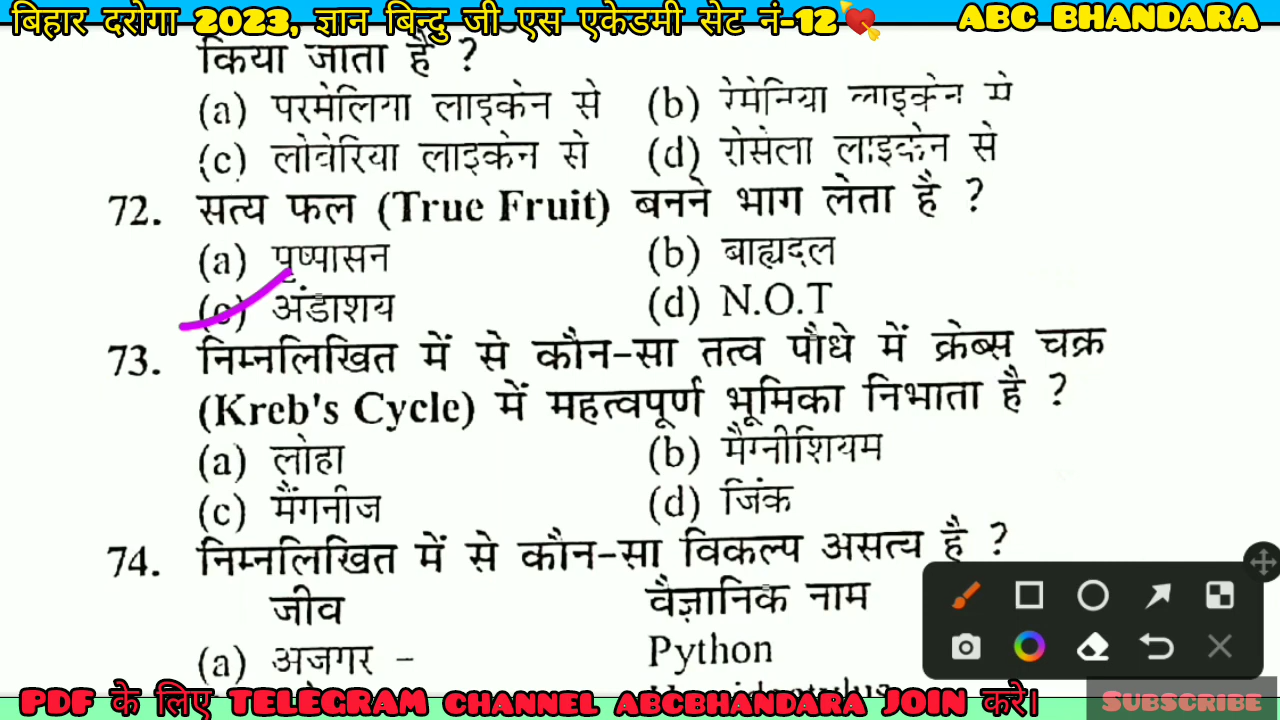 बिहार दरोगा 2023, ज्ञान बिन्दु जी एस एकेडमी सेट नं-12💘 ABC BHANDARA
किया जाता है ?
(a) परमेलिया लाइकेन से (b) रेमेनिया लाइकेन से
(c) लोवेरिया लाइकेन से (d) रोसेला लाइकेन से
72. सत्य फल (True Fruit) बनने भाग लेता है ?
(a) पुष्पासन (b) बाह्यदल
(c) अंडाशय (d) N.O.T
73. निम्नलिखित में से कौन-सा तत्व पौधे में क्रेब्स चक्र
(Kreb's Cycle) में महत्वपूर्ण भूमिका निभाता है ?
(a) लोहा (b) मैग्नीशियम
(c) मैंगनीज (d) जिंक
74. निम्नलिखित में से कौन-सा विकल्प असत्य है ?
जीव वैज्ञानिक नाम
(a) अजगर – Python
PDF के लिए TELEGRAM CHANNEL ABCBHANDARA JOIN करे। SUBSCRIBE